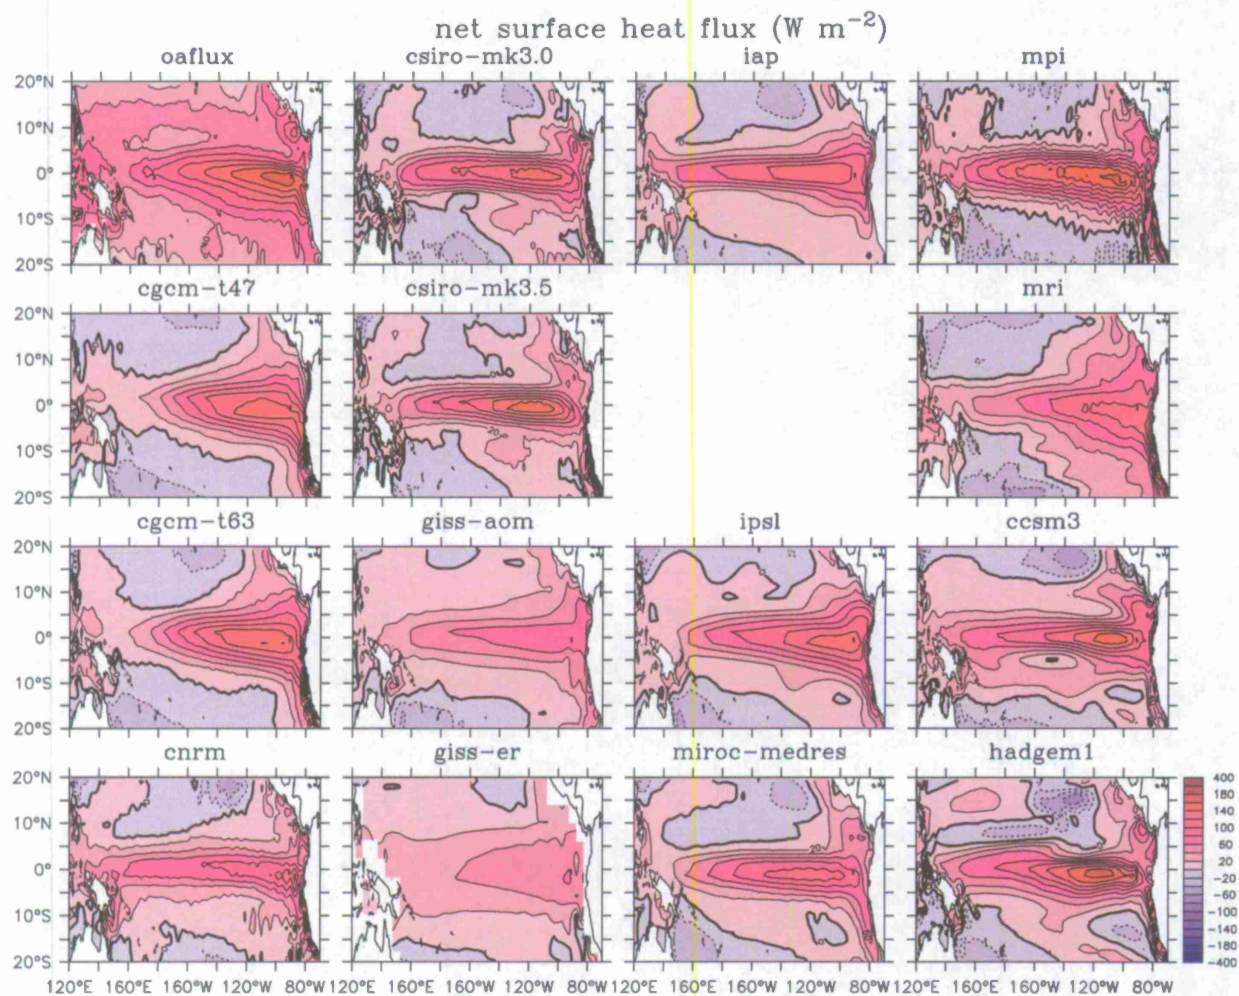 net surface heat flux (W m⁻²)
oaflux csiro-mk3.0 iap mpi
20°N
10°N
0°
10°S
20°S
cgcm-t47 csiro-mk3.5 mri
20°N
10°N
0°
10°S
20°S
cgcm-t63 giss-aom ipsl ccsm3
20°N
10°N
0°
10°S
20°S
cnrm giss-er miroc-medres hadgem1
20°N
10°N
0°
10°S
20°S
20
400
180
140
100
60
20
-20
-60
-100
-140
-180
-400
120°E 160°E 160°W 120°W 80°W 120°E 160°E 160°W 120°W 80°W 120°E 160°E 160°W 120°W 80°W 120°E 160°E 160°W 120°W 80°W